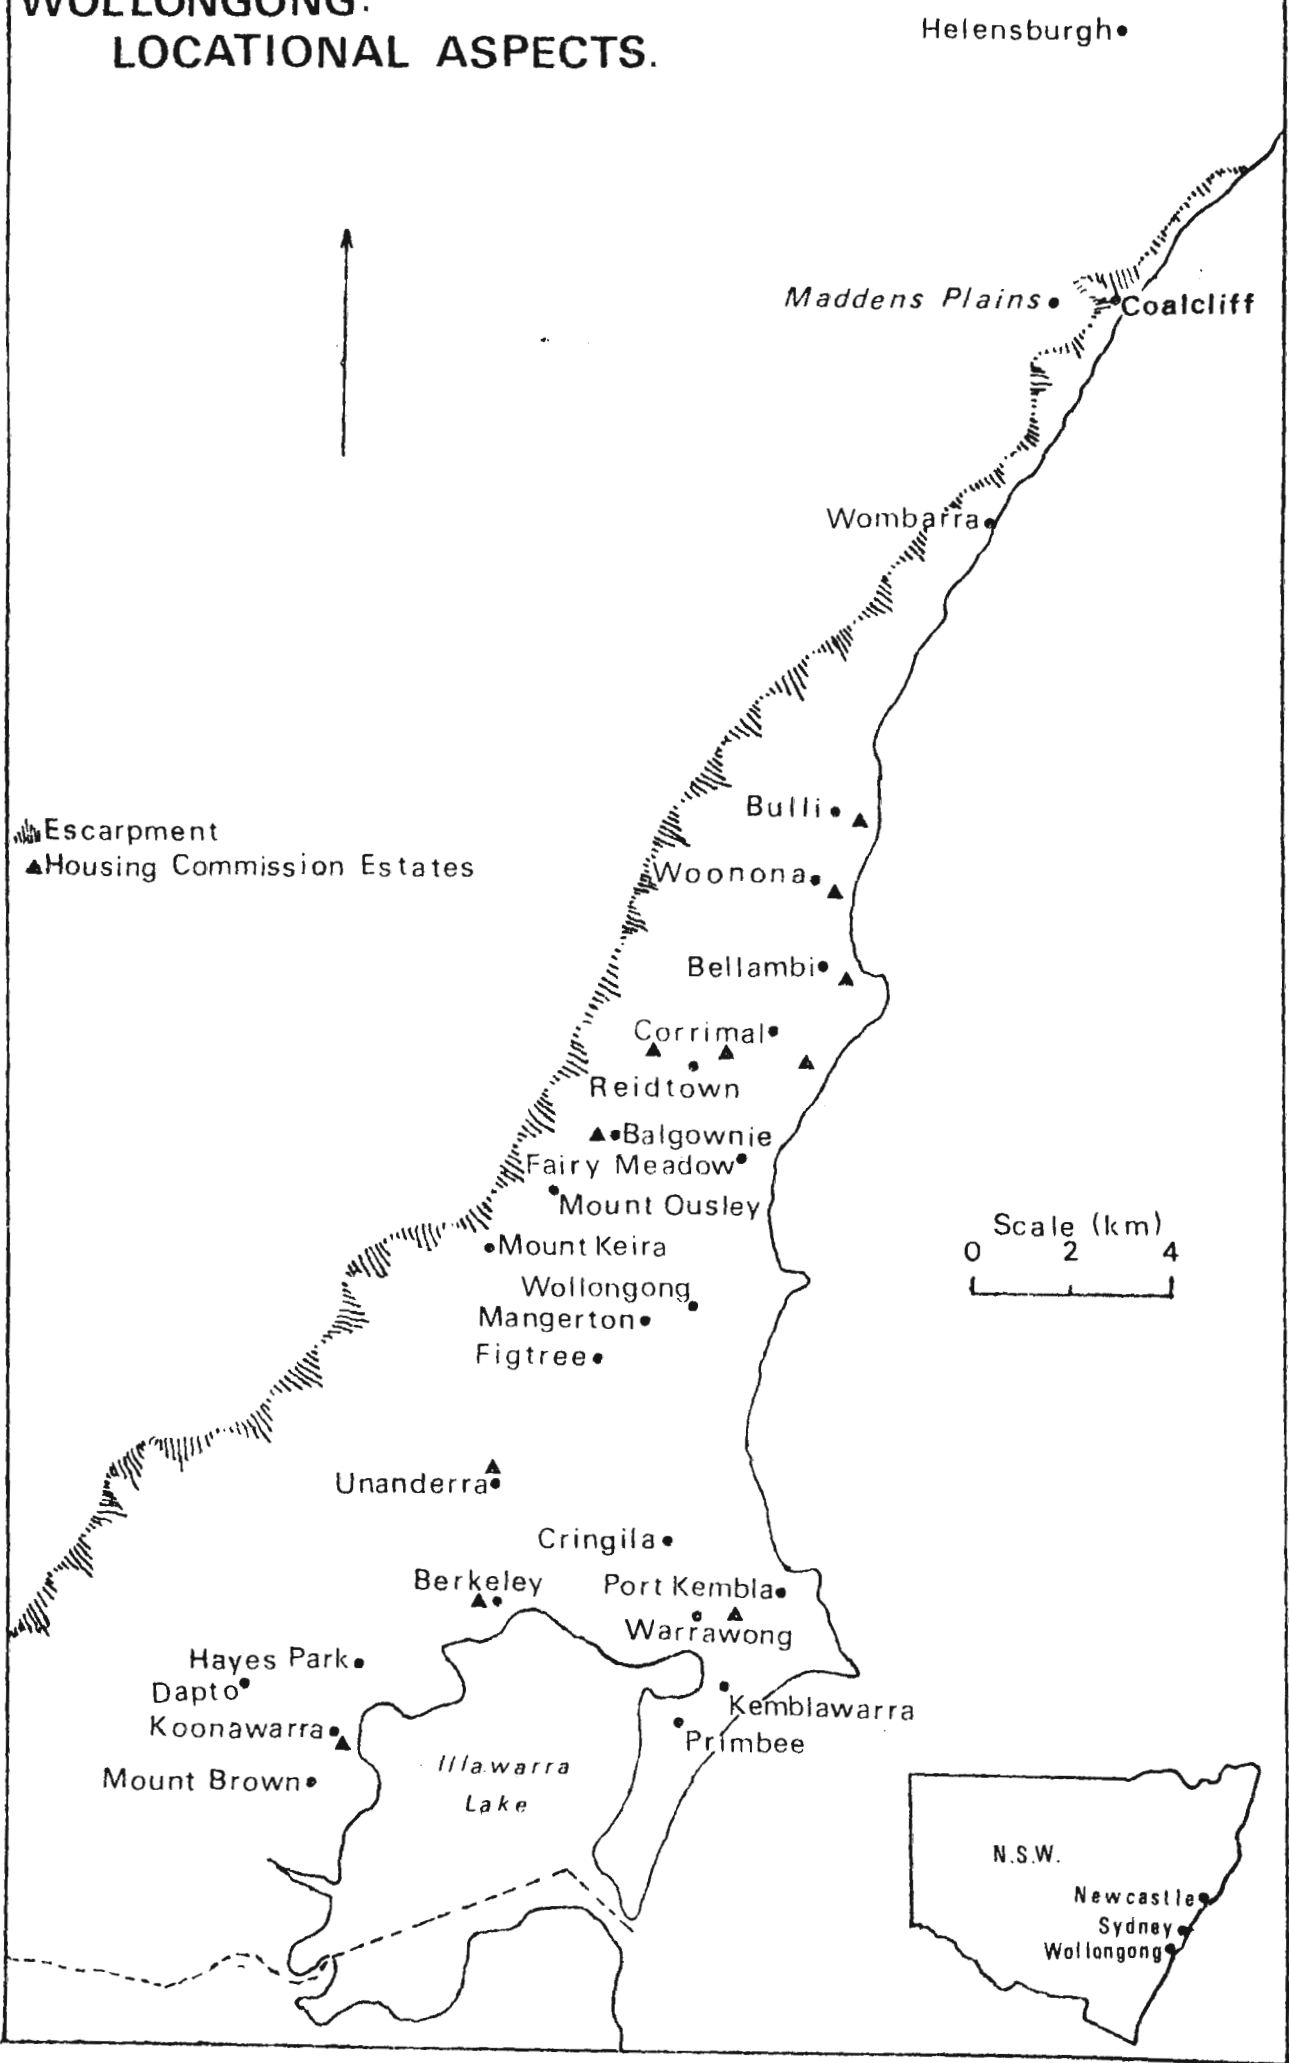 WOLLONGONG:
LOCATIONAL ASPECTS.
Helensburgh
Maddens Plains
Coalcliff
Wombarra
Bulli
Escarpment
Housing Commission Estates
Woonona
Bellambi
Corrimal
Reidtown
Balgownie
Fairy Meadow
Mount Ousley
Scale (km)
0 2 4
Mount Keira
Wollongong
Mangerton
Figtree
Unanderra
Cringila
Berkeley
Port Kembla
Warrawong
Hayes Park
Dapto
Kemblawarra
Koonawarra
Primbee
Mount Brown
Illawarra
Lake
N.S.W.
Newcastle
Sydney
Wollongong